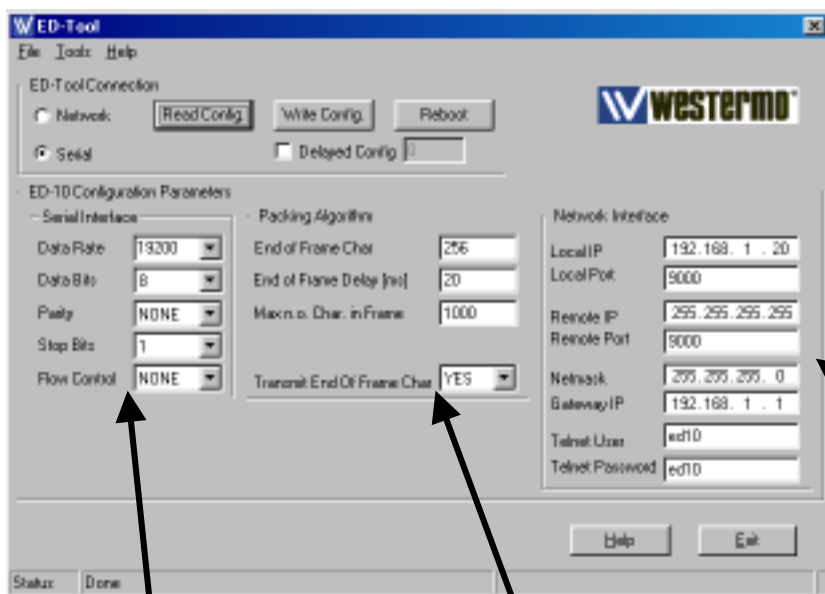 ED-Tool
File Tools Help
ED-Tool Connection
Network Read Config. Write Config. Reboot
Serial Delayed Config 0
westermo
ED-10 Configuration Parameters
Serial Interface
Data Rate 19200
Data Bits 8
Parity NONE
Stop Bits 1
Flow Control NONE
Packing Algorithm
End of Frame Char 256
End of Frame Delay [ms] 20
Max n.o. Char. in Frame 1000
Transmit End Of Frame Char YES
Network Interface
Local IP 192.168. 1 . 20
Local Port 9000
Remote IP 255.255.255.255
Remote Port 9000
Netmask 255.255.255. 0
Gateway IP 192.168. 1 . 1
Telnet User ed10
Telnet Password ed10
Help Exit
Status: Done